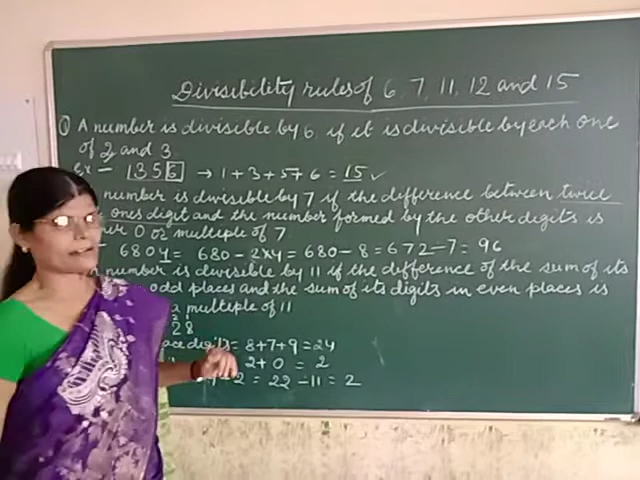 Divisibility rules of 6, 7, 11, 12 and 15
① A number is divisible by 6 if it is divisible by each one
of 2 and 3
ex - 1356 → 1+3+5+6 = 15 ✓
number is divisible by 7 if the difference between twice
ones digit and the number formed by the other digits is
0 or multiple of 7
6804 = 680 - 2×4 = 680 - 8 = 672 ÷ 7 = 96
number is divisible by 11 if the difference of the sum of its
odd places and the sum of its digits in even places is
a multiple of 11
28
digits = 8+7+9 = 24
2+0 = 2
- 2 = 22 ÷ 11 = 2